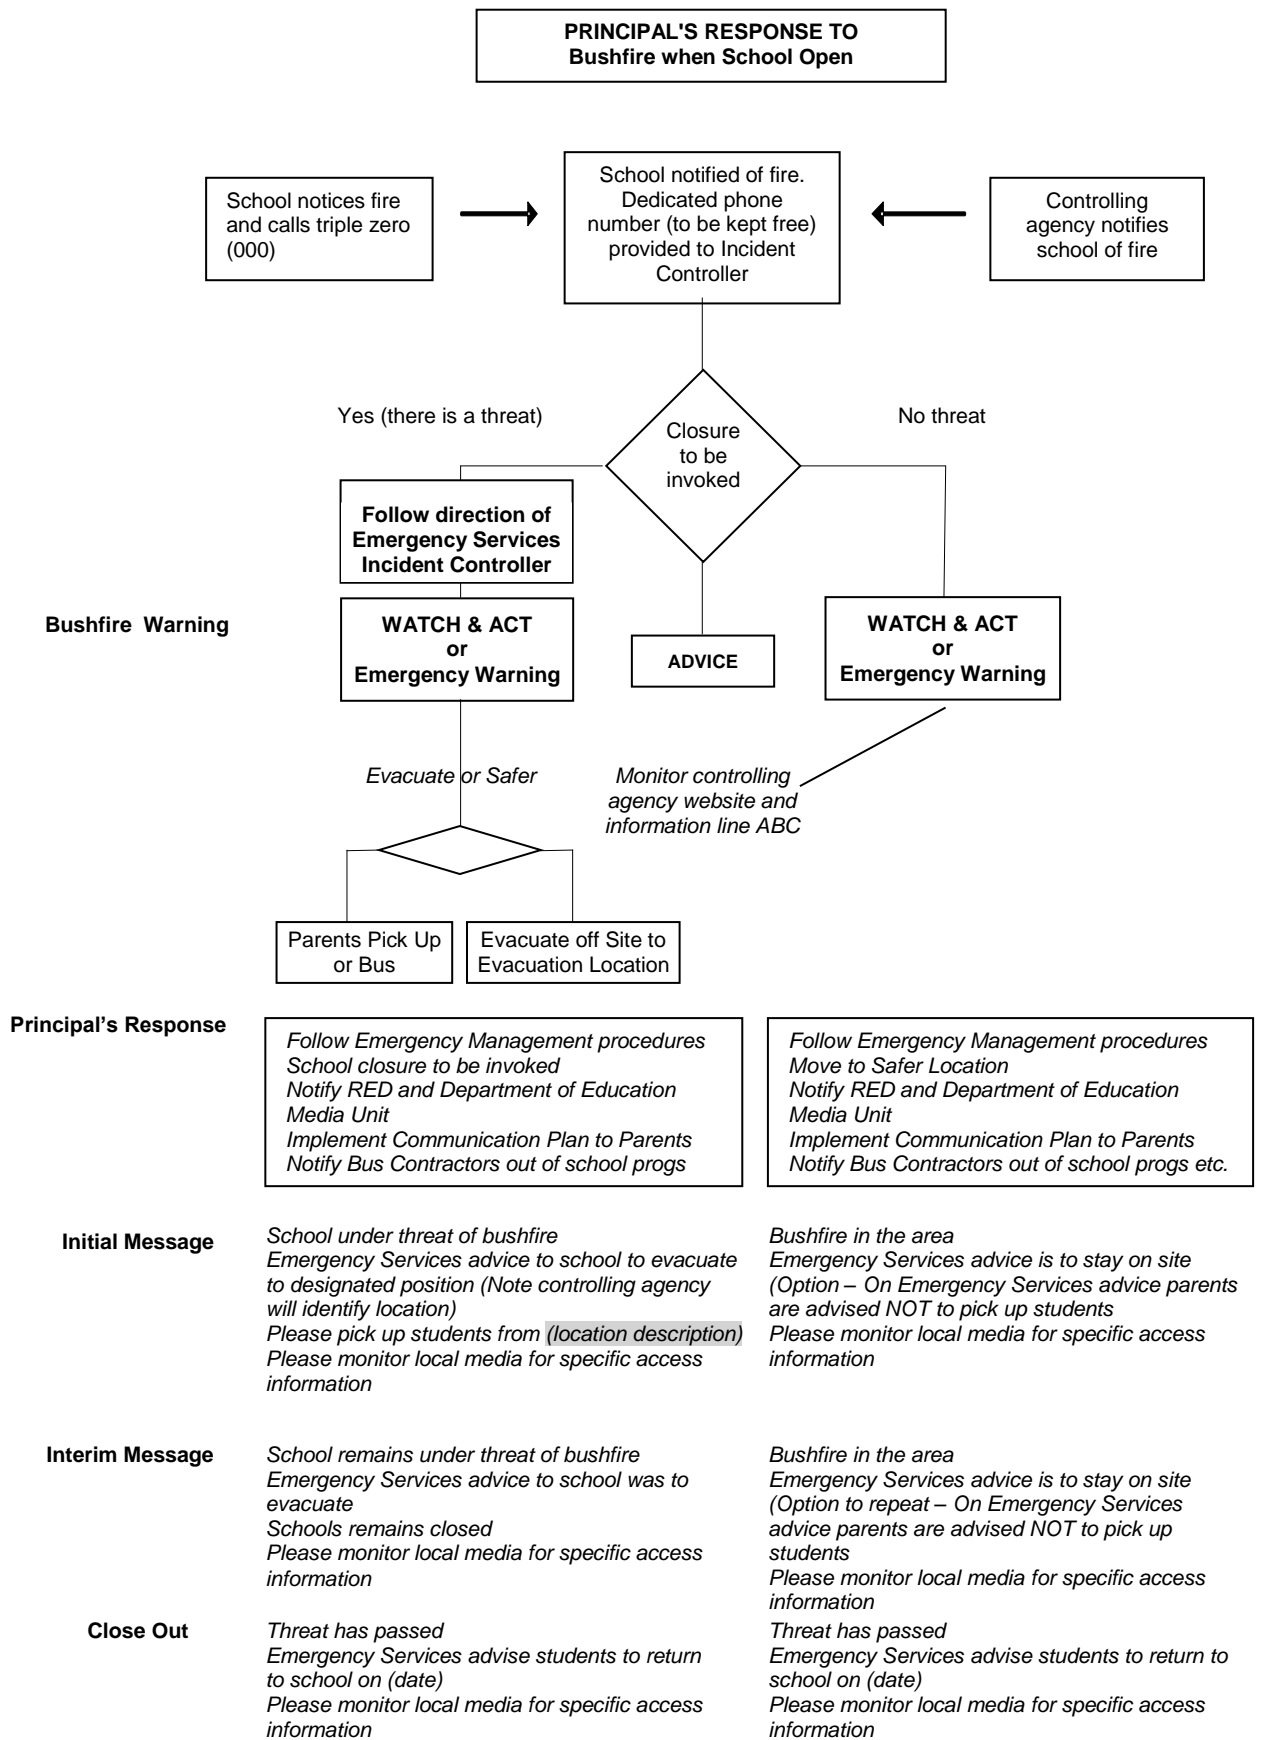 PRINCIPAL'S RESPONSE TO
Bushfire when School Open
School notices fire
and calls triple zero
(000)
School notified of fire.
Dedicated phone
number (to be kept free)
provided to Incident
Controller
Controlling
agency notifies
school of fire
Yes (there is a threat)
Closure
to be
invoked
No threat
Follow direction of
Emergency Services
Incident Controller
Bushfire Warning
WATCH & ACT
or
Emergency Warning
ADVICE
WATCH & ACT
or
Emergency Warning
Evacuate or Safer
Monitor controlling
agency website and
information line ABC
Parents Pick Up
or Bus
Evacuate off Site to
Evacuation Location
Principal’s Response
Follow Emergency Management procedures
School closure to be invoked
Notify RED and Department of Education
Media Unit
Implement Communication Plan to Parents
Notify Bus Contractors out of school progs
Follow Emergency Management procedures
Move to Safer Location
Notify RED and Department of Education
Media Unit
Implement Communication Plan to Parents
Notify Bus Contractors out of school progs etc.
Initial Message
School under threat of bushfire
Emergency Services advice to school to evacuate
to designated position (Note controlling agency
will identify location)
Please pick up students from (location description)
Please monitor local media for specific access
information
Bushfire in the area
Emergency Services advice is to stay on site
(Option – On Emergency Services advice parents
are advised NOT to pick up students
Please monitor local media for specific access
information
Interim Message
School remains under threat of bushfire
Emergency Services advice to school was to
evacuate
Schools remains closed
Please monitor local media for specific access
information
Bushfire in the area
Emergency Services advice is to stay on site
(Option to repeat – On Emergency Services
advice parents are advised NOT to pick up
students
Please monitor local media for specific access
information
Close Out
Threat has passed
Emergency Services advise students to return
to school on (date)
Please monitor local media for specific access
information
Threat has passed
Emergency Services advise students to return to
school on (date)
Please monitor local media for specific access
information